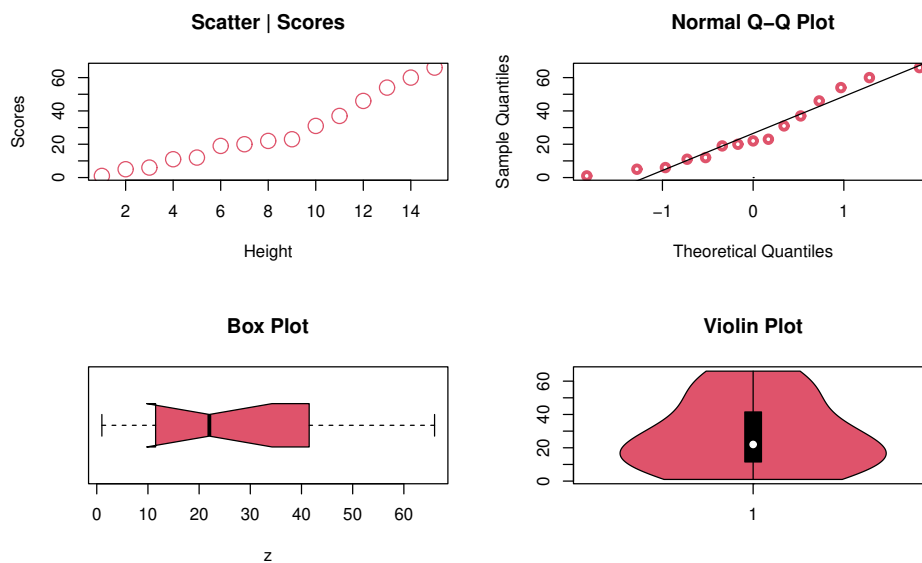 Scatter | Scores
Scores
0 20 40 60
2 4 6 8 10 12 14
Height
Normal Q-Q Plot
Sample Quantiles
0 20 40 60
−1 0 1
Theoretical Quantiles
Box Plot
0 10 20 30 40 50 60
z
Violin Plot
0 20 40 60
1